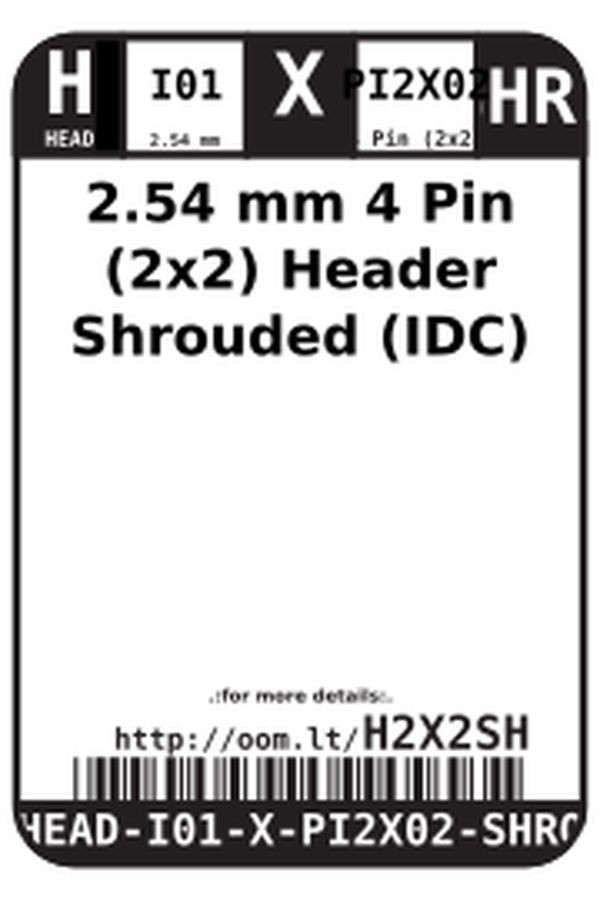 H I01 X PI2X02 HR
HEAD 2.54 mm Pin (2x2
2.54 mm 4 Pin
(2x2) Header
Shrouded (IDC)
.:for more details:.
http://oom.lt/H2X2SH
HEAD-I01-X-PI2X02-SHRO